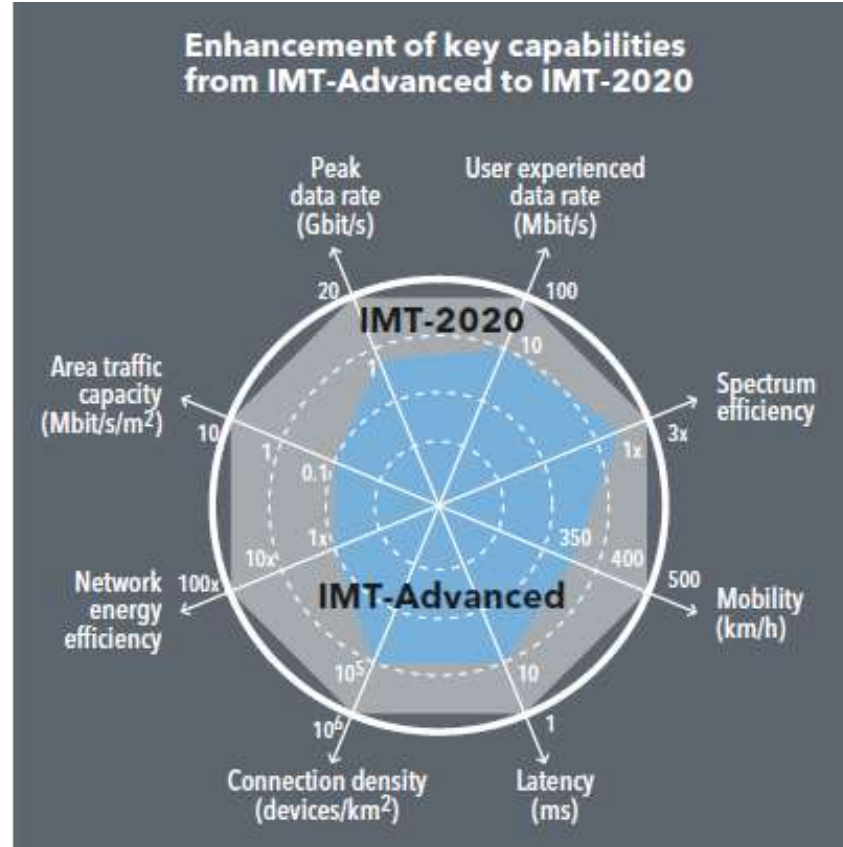 Enhancement of key capabilities
from IMT-Advanced to IMT-2020
Peak
data rate
(Gbit/s)
User experienced
data rate
(Mbit/s)
20
100
IMT-2020
1
10
Area traffic
capacity
(Mbit/s/m²)
Spectrum
efficiency
10
1
0.1
1x
3x
Network
energy
efficiency
100x
10x
1x
350
400
500
Mobility
(km/h)
IMT-Advanced
10⁵
10
10⁶
1
Connection density
(devices/km²)
Latency
(ms)